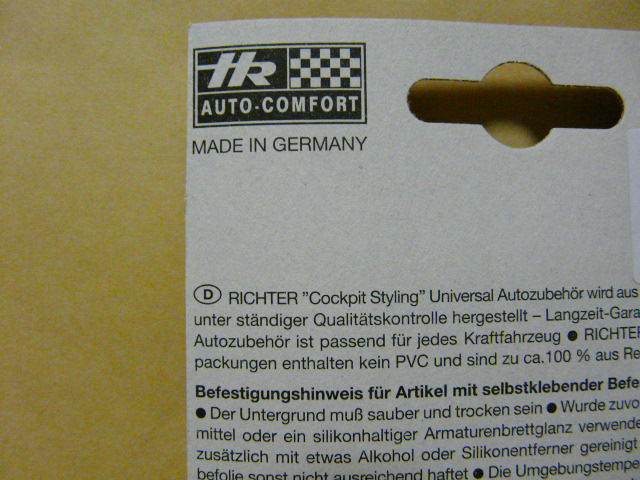 HR
AUTO-COMFORT
MADE IN GERMANY
D RICHTER "Cockpit Styling" Universal Autozubehör wird aus
unter ständiger Qualitätskontrolle hergestellt – Langzeit-Gara
Autozubehör ist passend für jedes Kraftfahrzeug ● RICHTER
packungen enthalten kein PVC und sind zu ca.100 % aus Re
Befestigungshinweis für Artikel mit selbstklebender Befe
● Der Untergrund muß sauber und trocken sein ● Wurde zuvo
mittel oder ein silikonhaltiger Armaturenbrettglanz verwende
zusätzlich mit etwas Alkohol oder Silikonentferner gereinigt
befolie sonst nicht ausreichend haftet ● Die Umgebungstempe